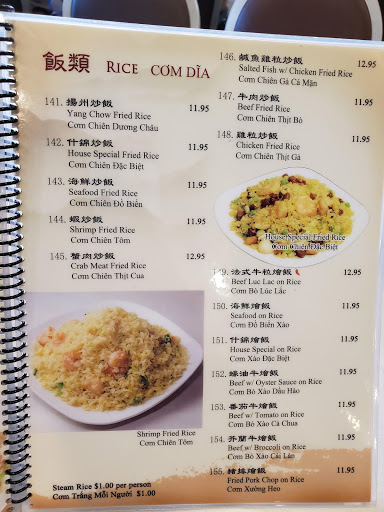 飯類 RICE CƠM DĨA
141. 揚州炒飯
Yang Chow Fried Rice 11.95
Cơm Chiên Dương Châu
142. 什錦炒飯
House Special Fried Rice 11.95
Cơm Chiên Đặc Biệt
143. 海鮮炒飯
Seafood Fried Rice 11.95
Cơm Chiên Đồ Biển
144. 蝦炒飯
Shrimp Fried Rice 11.95
Cơm Chiên Tôm
145. 蟹肉炒飯
Crab Meat Fried Rice 12.95
Cơm Chiên Thịt Cua
Shrimp Fried Rice
Cơm Chiên Tôm
Steam Rice $1.00 per person
Cơm Trắng Mỗi Người $1.00
146. 鹹魚雞粒炒飯 12.95
Salted Fish w/ Chicken Fried Rice
Cơm Chiên Gà Cá Mặn
147. 牛肉炒飯 11.95
Beef Fried Rice
Cơm Chiên Thịt Bò
148. 雞粒炒飯 11.95
Chicken Fried Rice
Cơm Chiên Thịt Gà
House Special Fried Rice
Cơm Chiên Đặc Biệt
149. 法式牛粒燴飯 12.95
Beef Luc Lac on Rice
Cơm Bò Lúc Lắc
150. 海鮮燴飯 11.95
Seafood on Rice
Cơm Đồ Biển Xào
151. 什錦燴飯 11.95
House Special on Rice
Cơm Xào Đặc Biệt
152. 蠔油牛燴飯 11.95
Beef w/ Oyster Sauce on Rice
Cơm Bò Xào Dầu Hào
153. 番茄牛燴飯 11.95
Beef w/ Tomato on Rice
Cơm Bò Xào Cà Chua
154. 芥蘭牛燴飯 11.95
Beef w/ Broccoli on Rice
Cơm Bò Xào Cải Làn
155. 豬排燴飯 11.95
Fried Pork Chop on Rice
Cơm Xường Heo